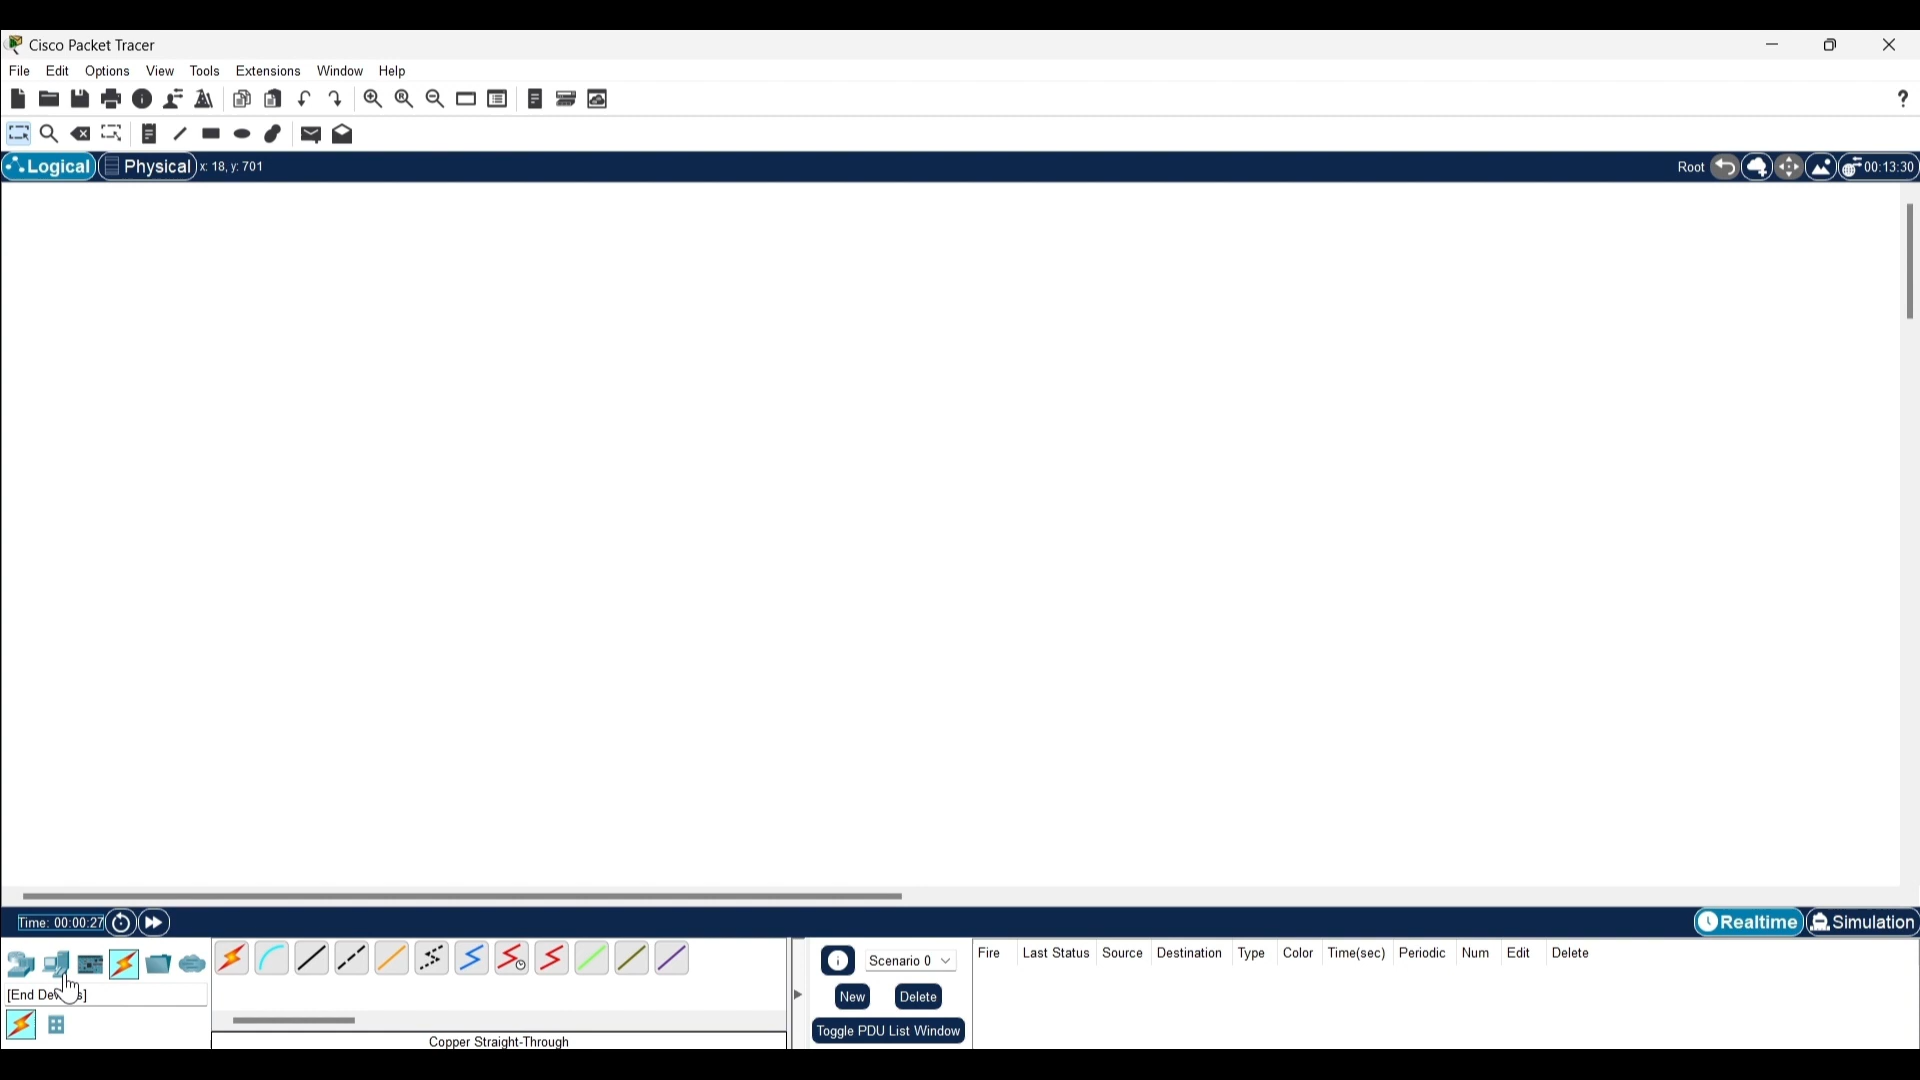 Cisco Packet Tracer
File Edit Options View Tools Extensions Window Help
Logical Physical x: 18, y: 701 Root 00:13:30
Time: 00:00:27 Realtime Simulation
Fire Last Status Source Destination Type Color Time(sec) Periodic Num Edit Delete
Scenario 0
[End
New Delete
Toggle PDU List Window
Copper Straight-Through